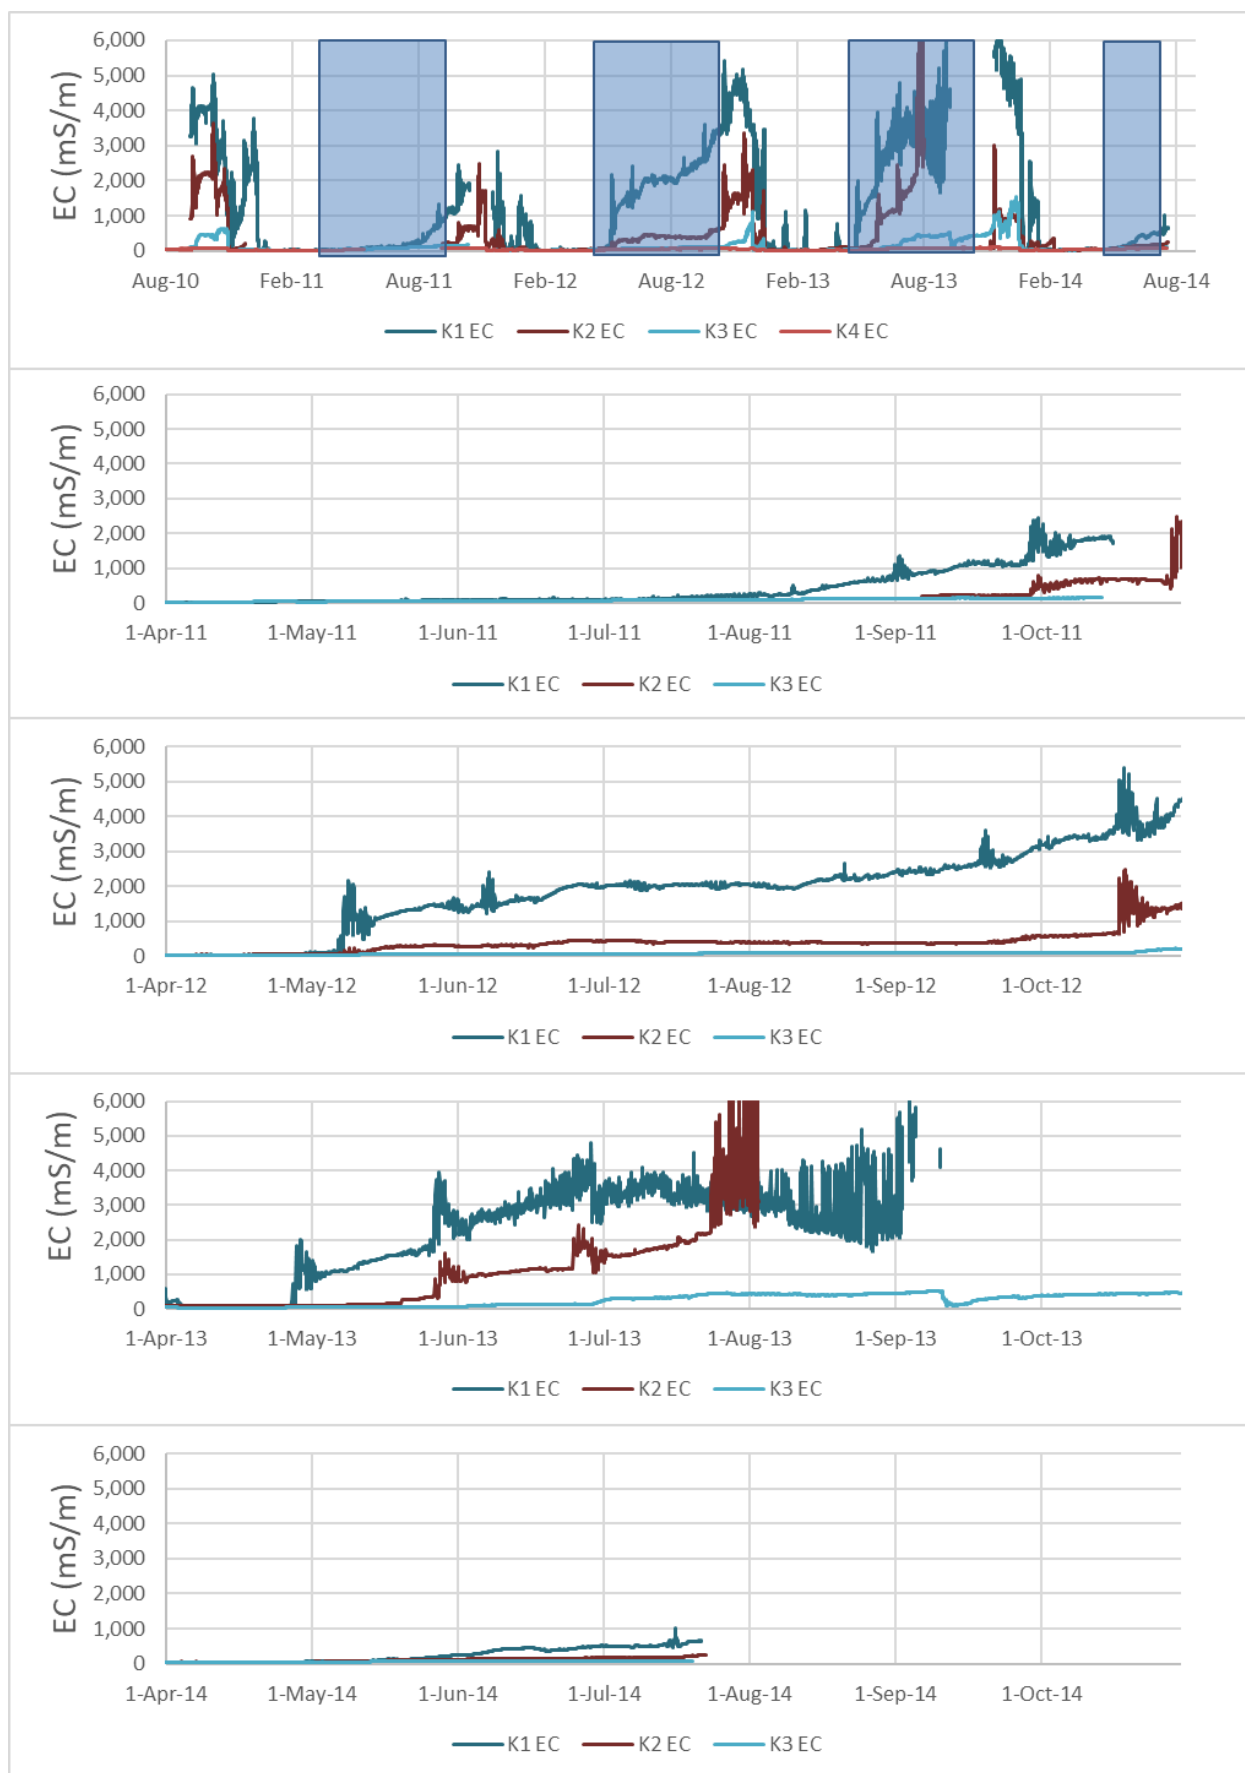 6,000
5,000
4,000
3,000
2,000
1,000
0
EC (mS/m)
Aug-10 Feb-11 Aug-11 Feb-12 Aug-12 Feb-13 Aug-13 Feb-14 Aug-14
K1 EC K2 EC K3 EC K4 EC
6,000
5,000
4,000
3,000
2,000
1,000
0
EC (mS/m)
1-Apr-11 1-May-11 1-Jun-11 1-Jul-11 1-Aug-11 1-Sep-11 1-Oct-11
K1 EC K2 EC K3 EC
6,000
5,000
4,000
3,000
2,000
1,000
0
EC (mS/m)
1-Apr-12 1-May-12 1-Jun-12 1-Jul-12 1-Aug-12 1-Sep-12 1-Oct-12
K1 EC K2 EC K3 EC
6,000
5,000
4,000
3,000
2,000
1,000
0
EC (mS/m)
1-Apr-13 1-May-13 1-Jun-13 1-Jul-13 1-Aug-13 1-Sep-13 1-Oct-13
K1 EC K2 EC K3 EC
6,000
5,000
4,000
3,000
2,000
1,000
0
EC (mS/m)
1-Apr-14 1-May-14 1-Jun-14 1-Jul-14 1-Aug-14 1-Sep-14 1-Oct-14
K1 EC K2 EC K3 EC